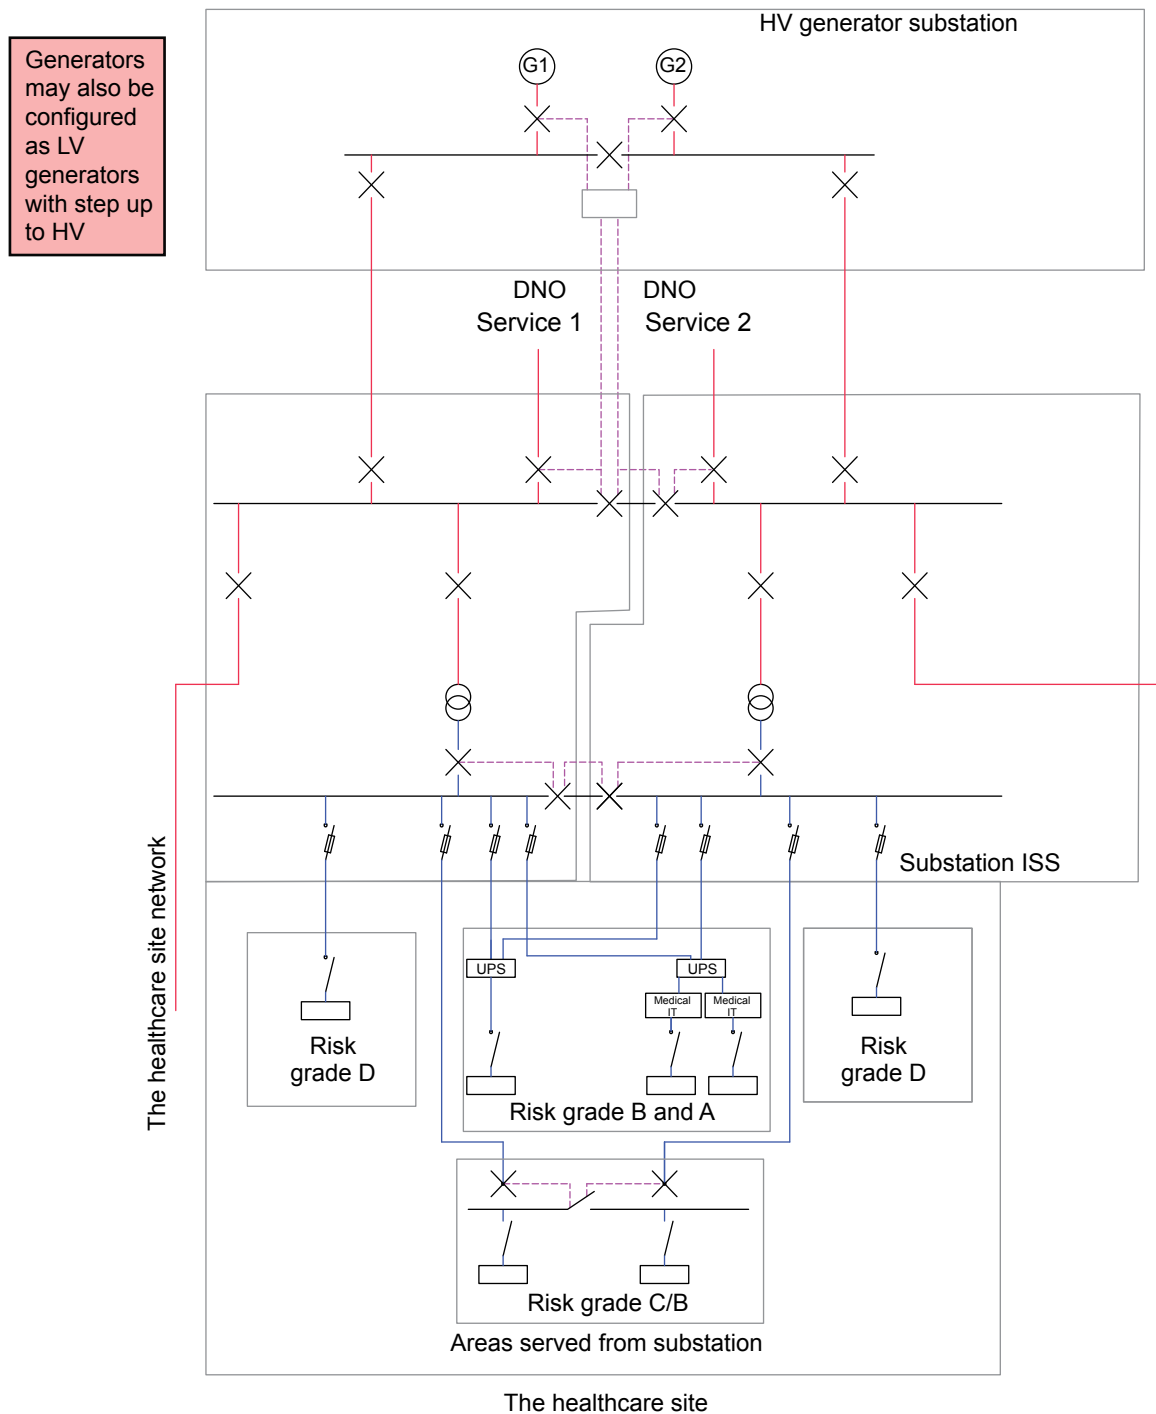 HV generator substation
Generators
may also be
configured
as LV
generators
with step up
to HV
G1
G2
DNO
Service 1
DNO
Service 2
The healthcare site network
Substation ISS
UPS
UPS
Medical
IT
Medical
IT
Risk
grade D
Risk
grade D
Risk grade B and A
Risk grade C/B
Areas served from substation
The healthcare site